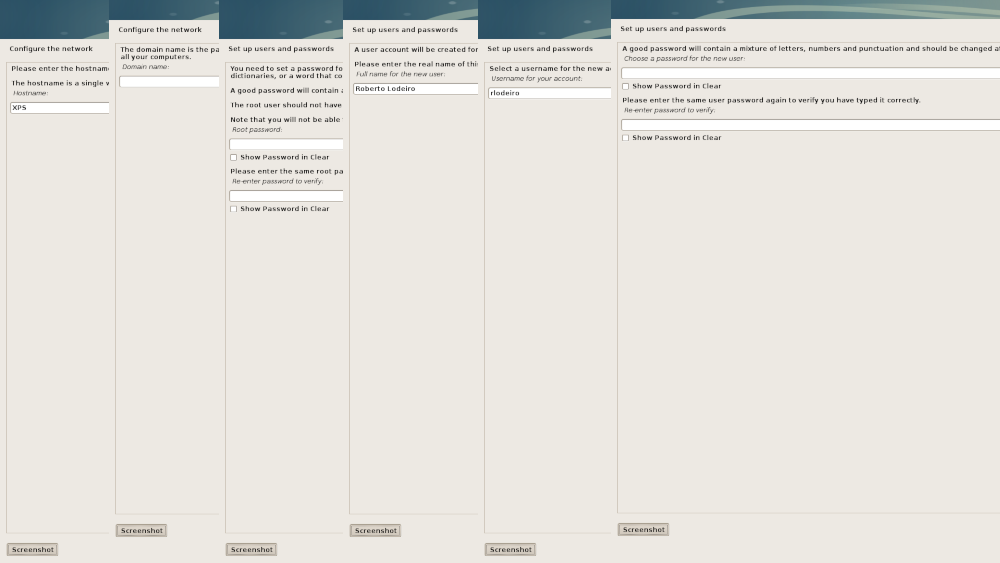 Configure the network
Please enter the
The hostname is a single
Hostname:
XPS
Screenshot
Configure the network
The domain name is the
all your computers.
Domain name:
Screenshot
Set up users and passwords
You need to set a password
dictionaries, or a word that
A good password will contain
The root user should not have
Note that you will not be able
Root password:
Show Password in Clear
Please enter the same root
Re-enter password to verify:
Show Password in Clear
Screenshot
Set up users and passwords
A user account will be created
Please enter the real name of
Full name for the new user:
Roberto Lodeiro
Screenshot
Set up users and passwords
Select a username for the new
Username for your account:
rlodeiro
Screenshot
Set up users and passwords
A good password will contain a mixture of letters, numbers and punctuation and should be changed
Choose a password for the new user:
Show Password in Clear
Please enter the same user password again to verify you have typed it correctly.
Re-enter password to verify:
Show Password in Clear
Screenshot